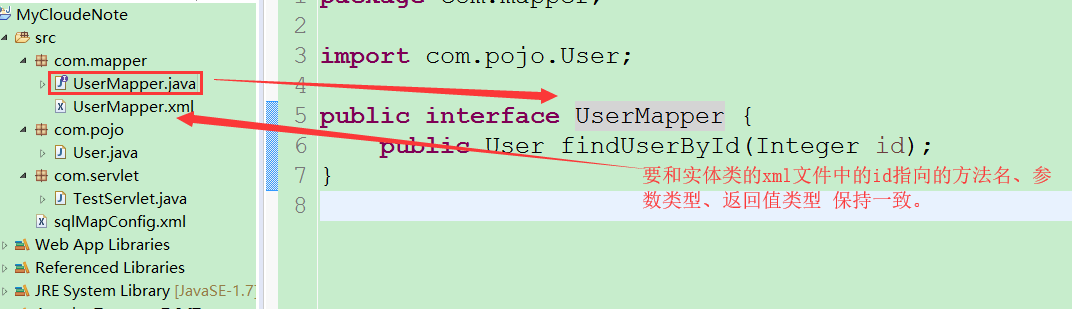 MyCloudeNote
src
com.mapper
UserMapper.java
UserMapper.xml
com.pojo
User.java
com.servlet
TestServlet.java
sqlMapConfig.xml
Web App Libraries
Referenced Libraries
JRE System Library [JavaSE-1.7]
1 package com.mapper;
2
3 import com.pojo.User;
4
5 public interface UserMapper {
6 public User findUserById(Integer id);
7 }
8
要和实体类的xml文件中的id指向的方法名、参
数类型、返回值类型 保持一致。